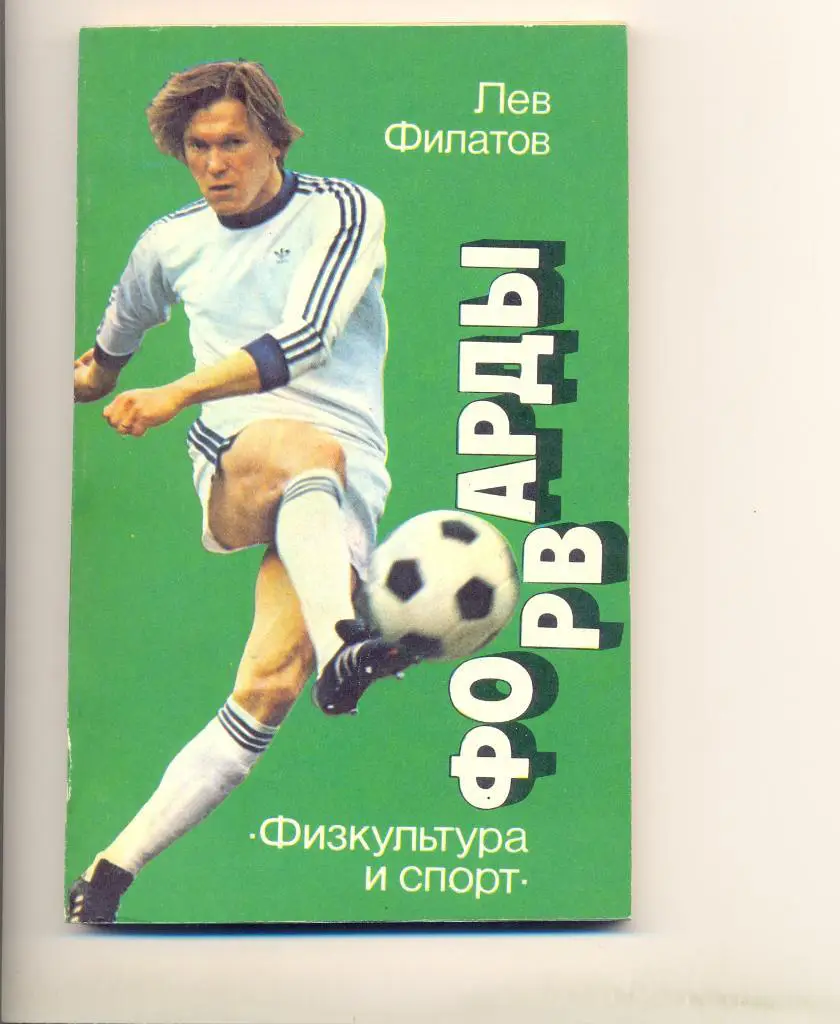 Лев
Филатов
ФОРВАРДЫ
·Физкультура
и спорт·